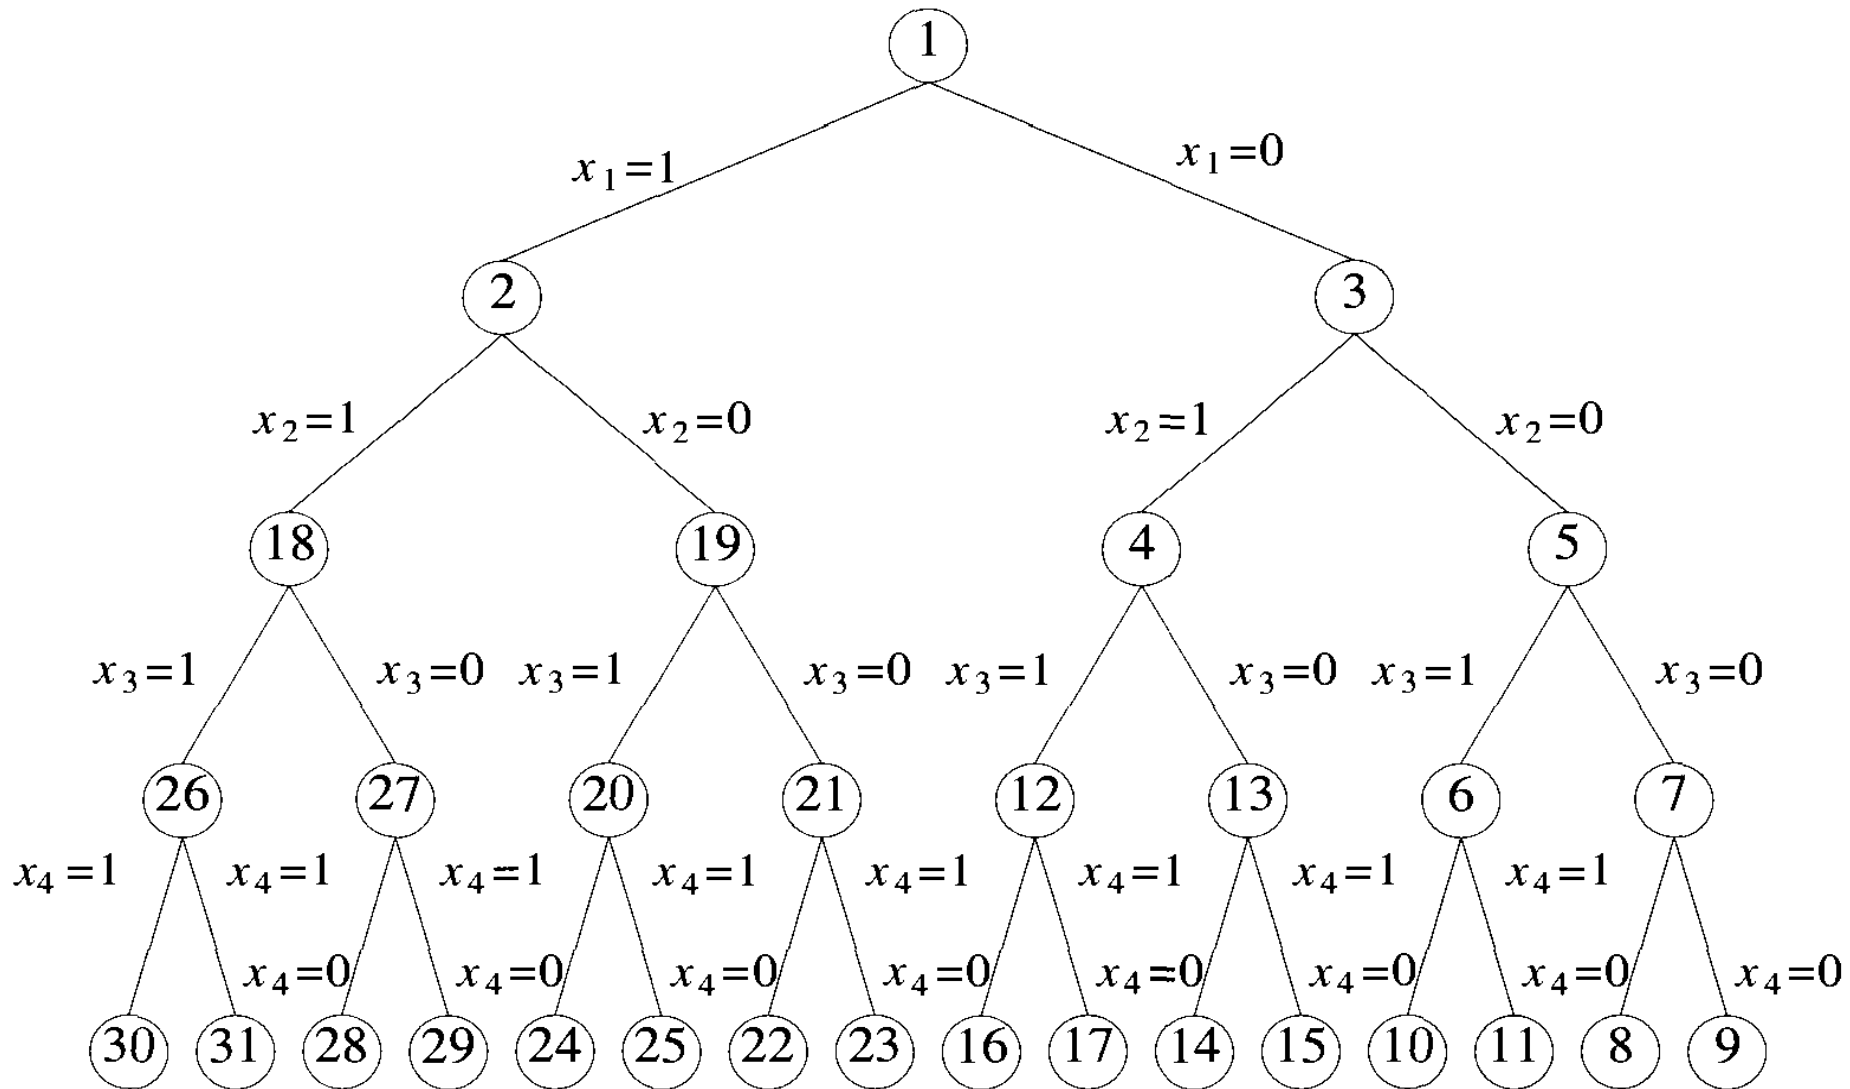 1
x1=1 x1=0
2 3
x2=1 x2=0 x2=1 x2=0
18 19 4 5
x3=1 x3=0 x3=1 x3=0 x3=1 x3=0 x3=1 x3=0
26 27 20 21 12 13 6 7
x4=1 x4=1 x4=1 x4=1 x4=1 x4=1 x4=1 x4=1
x4=0 x4=0 x4=0 x4=0 x4=0 x4=0 x4=0 x4=0
30 31 28 29 24 25 22 23 16 17 14 15 10 11 8 9